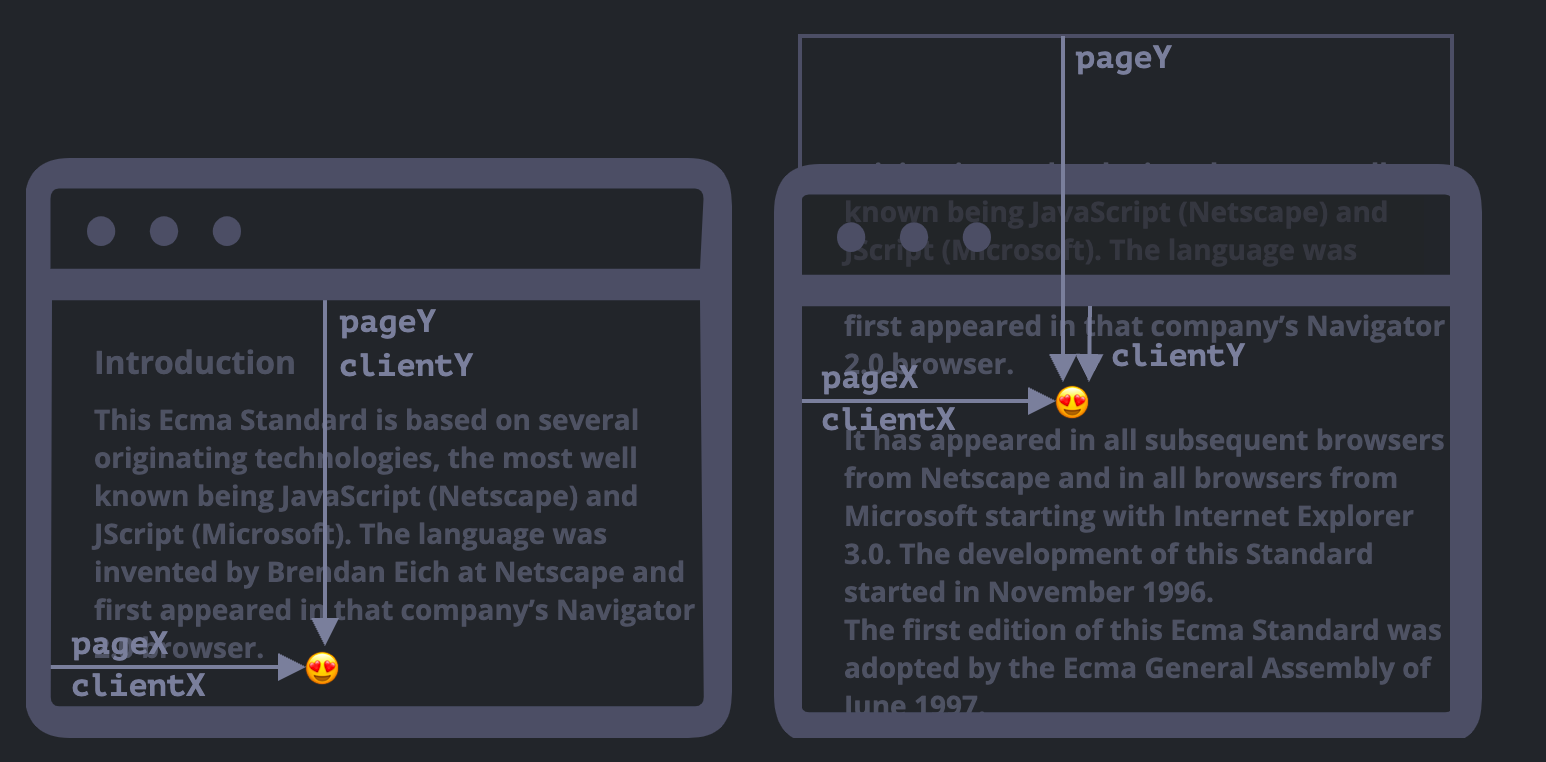 pageY
clientY
Introduction
This Ecma Standard is based on several
originating technologies, the most well
known being JavaScript (Netscape) and
JScript (Microsoft). The language was
invented by Brendan Eich at Netscape and
first appeared in that company’s Navigator
pageX
2.0 browser.
clientX
pageY
known being JavaScript (Netscape) and
JScript (Microsoft). The language was
first appeared in that company’s Navigator
clientY
2.0 browser.
pageX
clientX
It has appeared in all subsequent browsers
from Netscape and in all browsers from
Microsoft starting with Internet Explorer
3.0. The development of this Standard
started in November 1996.
The first edition of this Ecma Standard was
adopted by the Ecma General Assembly of
June 1997.